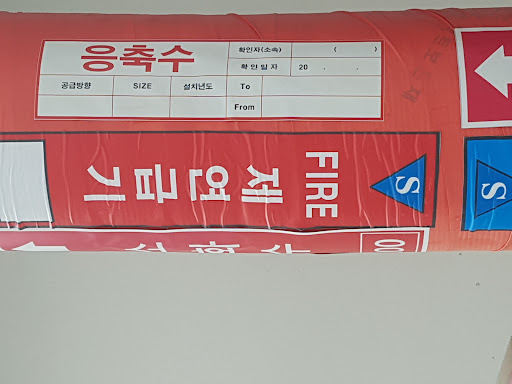 응축수
확인자(소속) ( )
확인일자 20 . .
공급방향 SIZE 설치년도 To
From
S
FIRE
제연급기
S